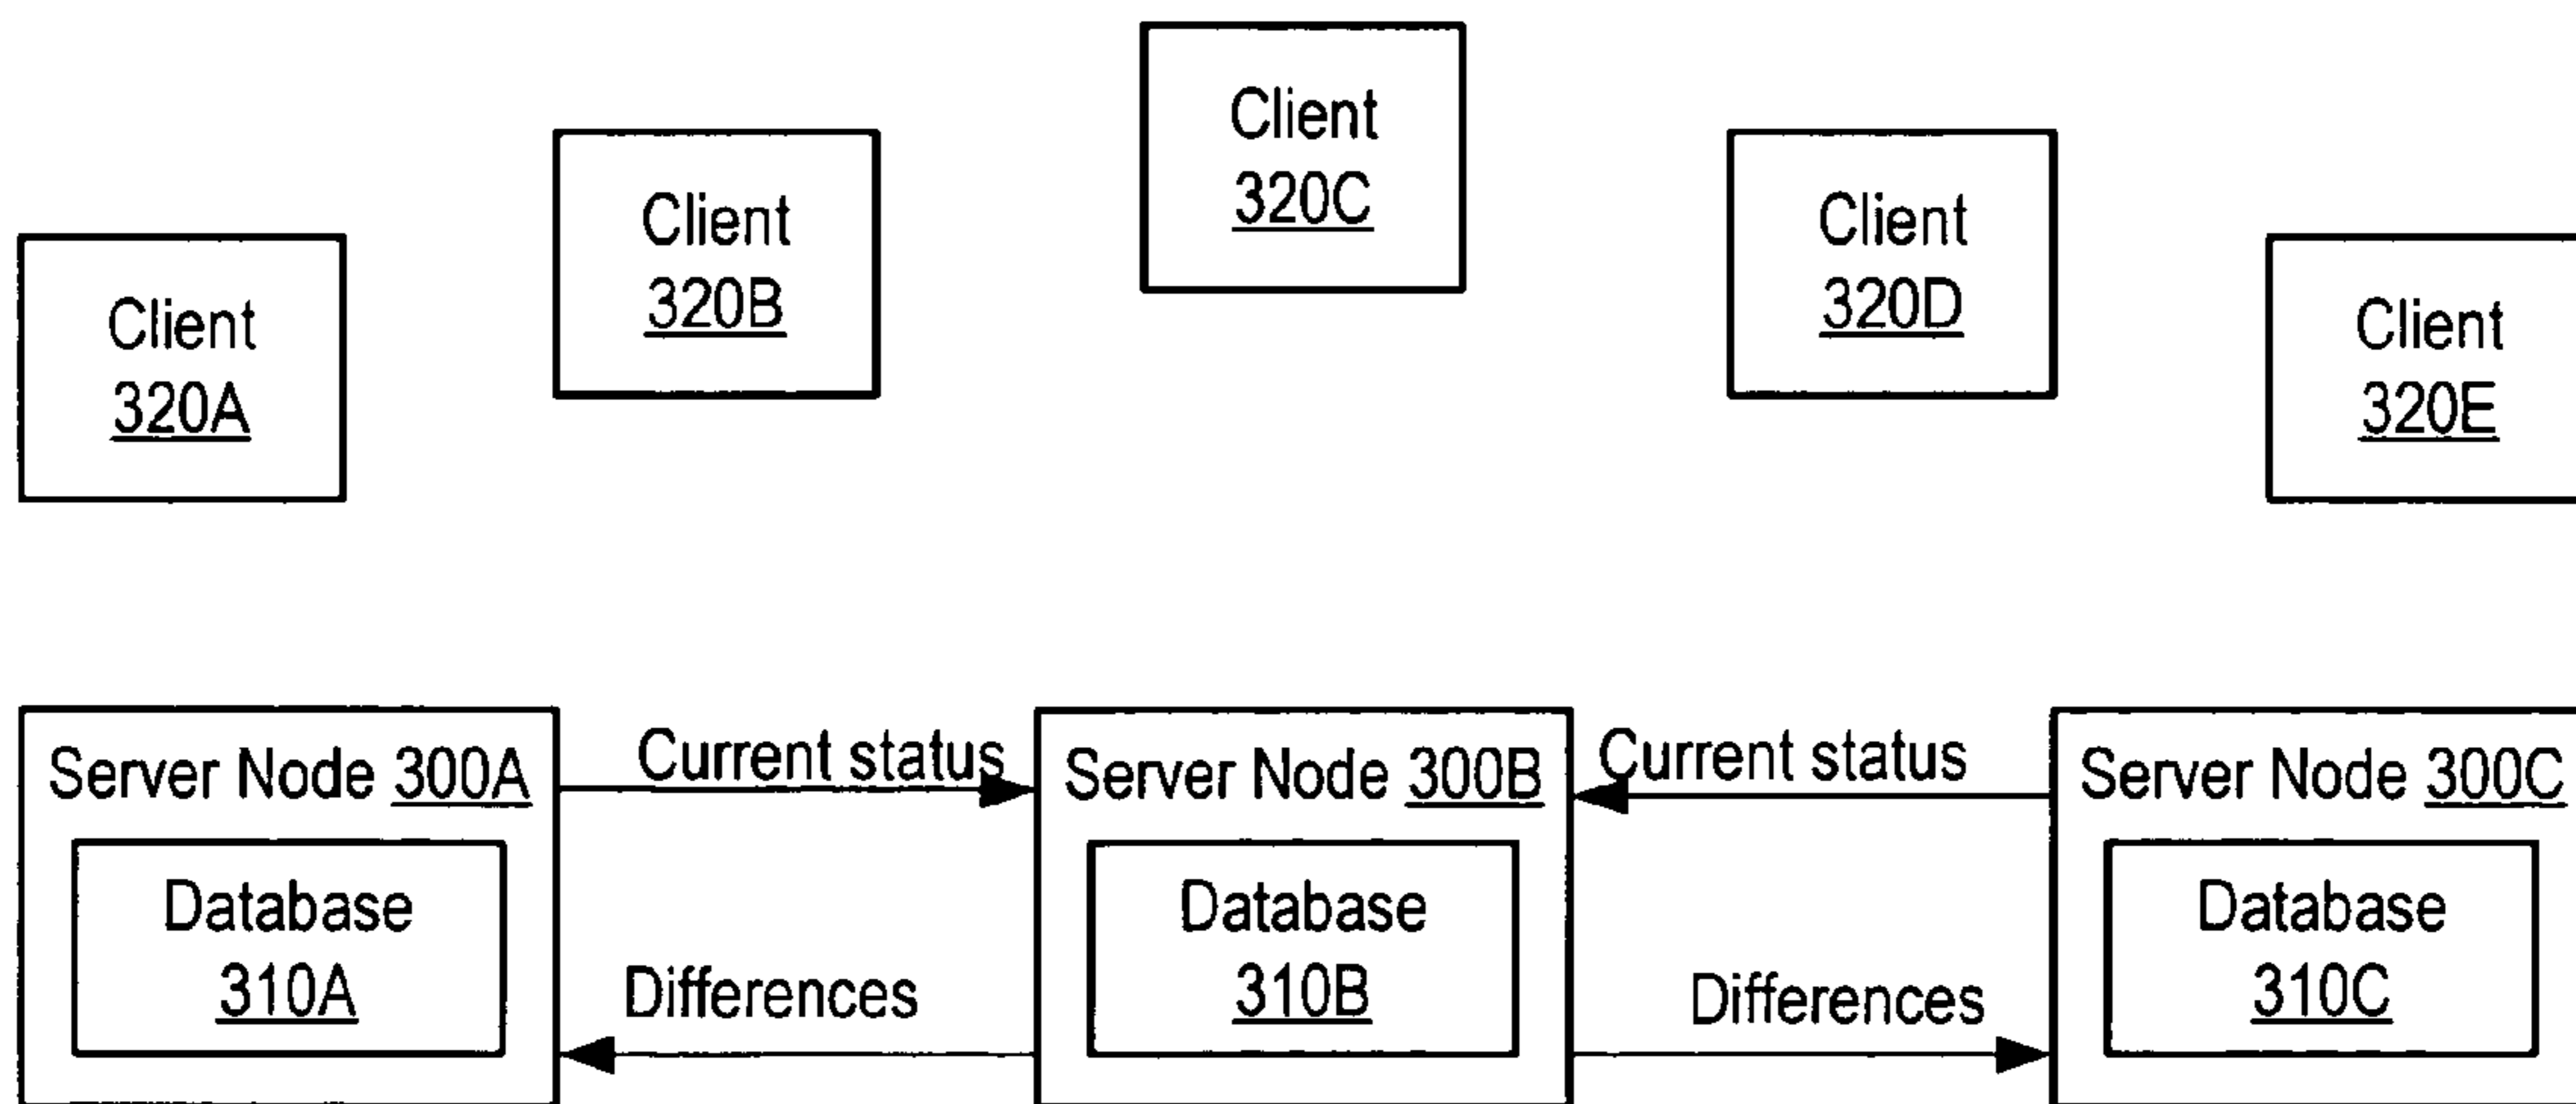 Client
320C
Client
320B
Client
320D
Client
320A
Client
320E
Server Node 300A
Current status
Server Node 300B
Current status
Server Node 300C
Database
310A
Differences
Database
310B
Differences
Database
310C